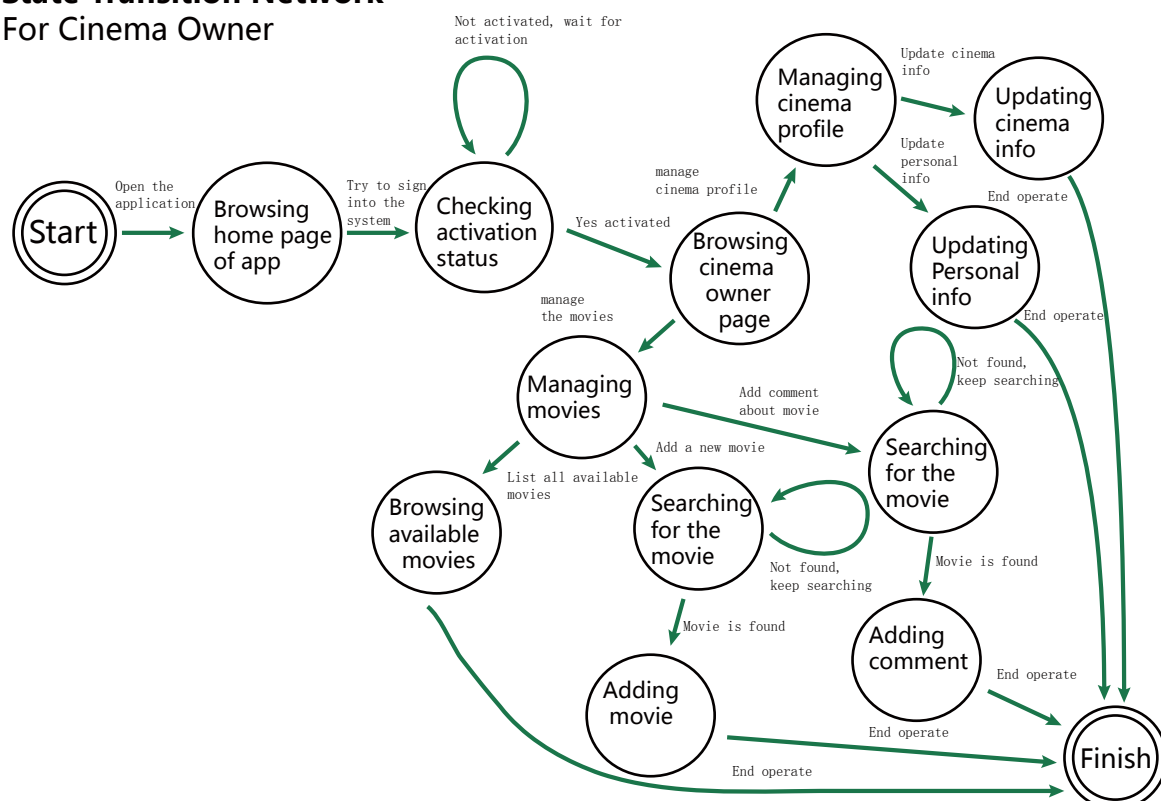 State Transition Network
For Cinema Owner
Not activated, wait for
activation
Start
Open the
application
Browsing
home page
of app
Try to sign
into the
system
Checking
activation
status
Yes activated
manage
cinema profile
Browsing
cinema
owner
page
Managing
cinema
profile
Update cinema
info
Updating
cinema
info
Update
personal
info
End operate
Updating
Personal
info
End operate
manage
the movies
Managing
movies
Add comment
about movie
Not found,
keep searching
Searching
for the
movie
Add a new movie
List all available
movies
Browsing
available
movies
Searching
for the
movie
Not found,
keep searching
Movie is found
Movie is found
Adding
comment
End operate
Adding
movie
End operate
End operate
Finish